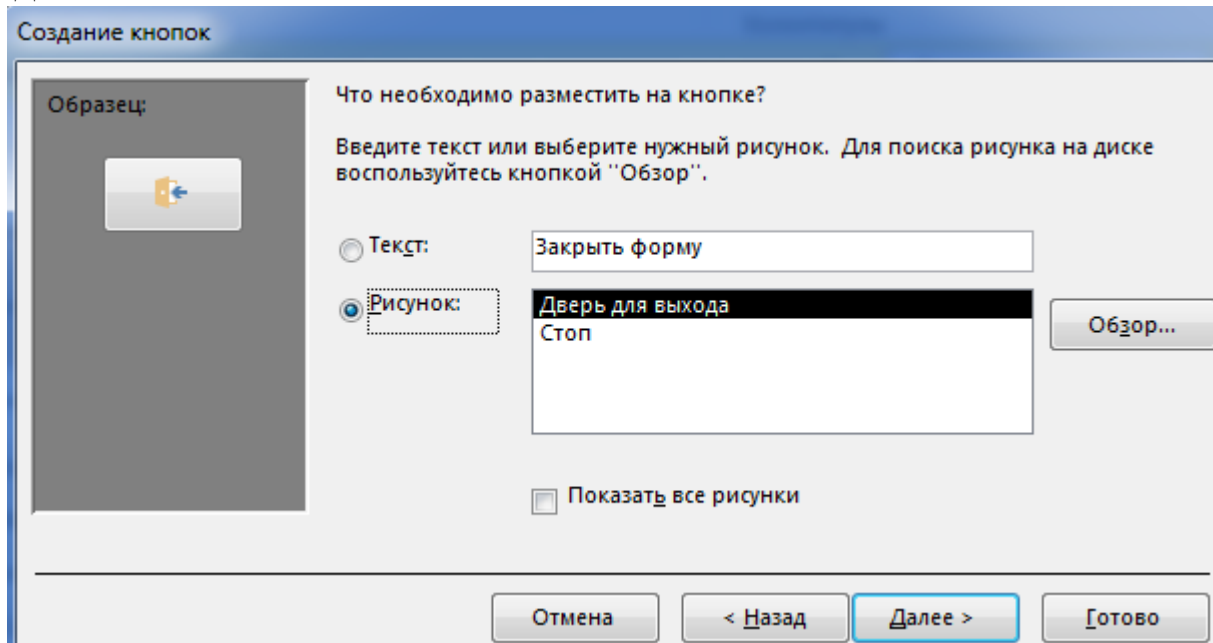 Создание кнопок
Образец:
Что необходимо разместить на кнопке?
Введите текст или выберите нужный рисунок. Для поиска рисунка на диске
воспользуйтесь кнопкой "Обзор".
Текст:
Закрыть форму
Рисунок:
Дверь для выхода
Стоп
Обзор...
Показать все рисунки
Отмена
< Назад
Далее >
Готово